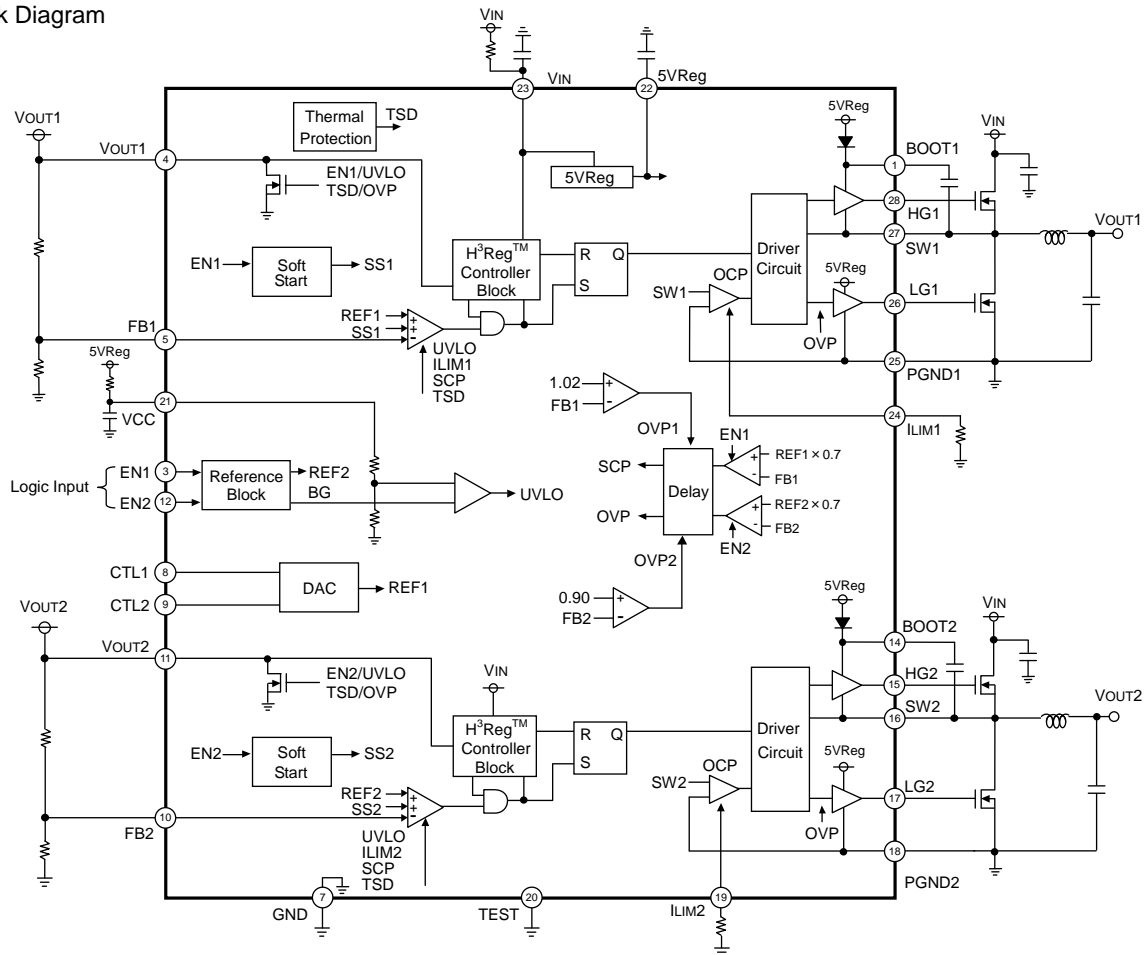 k Diagram
VIN
VIN
23
22
5VReg
VOUT1
VOUT1
4
Thermal
Protection
TSD
EN1/UVLO
TSD/OVP
5VReg
5VReg
VIN
BOOT1
1
28
HG1
27
SW1
VOUT1
H³Reg™
Controller
Block
R
Q
S
Driver
Circuit
EN1
Soft
Start
SS1
OCP
SW1
5VReg
LG1
26
OVP
REF1
SS1
FB1
5
UVLO
ILIM1
SCP
TSD
25
PGND1
5VReg
21
VCC
1.02
FB1
OVP1
24
ILIM1
EN1
REF1×0.7
FB1
Logic Input
EN1
3
EN2
12
Reference
Block
REF2
BG
UVLO
SCP
Delay
OVP
REF2×0.7
FB2
EN2
OVP2
CTL1
8
CTL2
9
DAC
REF1
0.90
FB2
VOUT2
VOUT2
11
EN2/UVLO
TSD/OVP
VIN
5VReg
VIN
BOOT2
14
HG2
15
SW2
16
VOUT2
H³Reg™
Controller
Block
R
Q
S
Driver
Circuit
EN2
Soft
Start
SS2
OCP
SW2
5VReg
LG2
17
OVP
REF2
SS2
FB2
10
UVLO
ILIM2
SCP
TSD
18
PGND2
7
GND
20
TEST
19
ILIM2